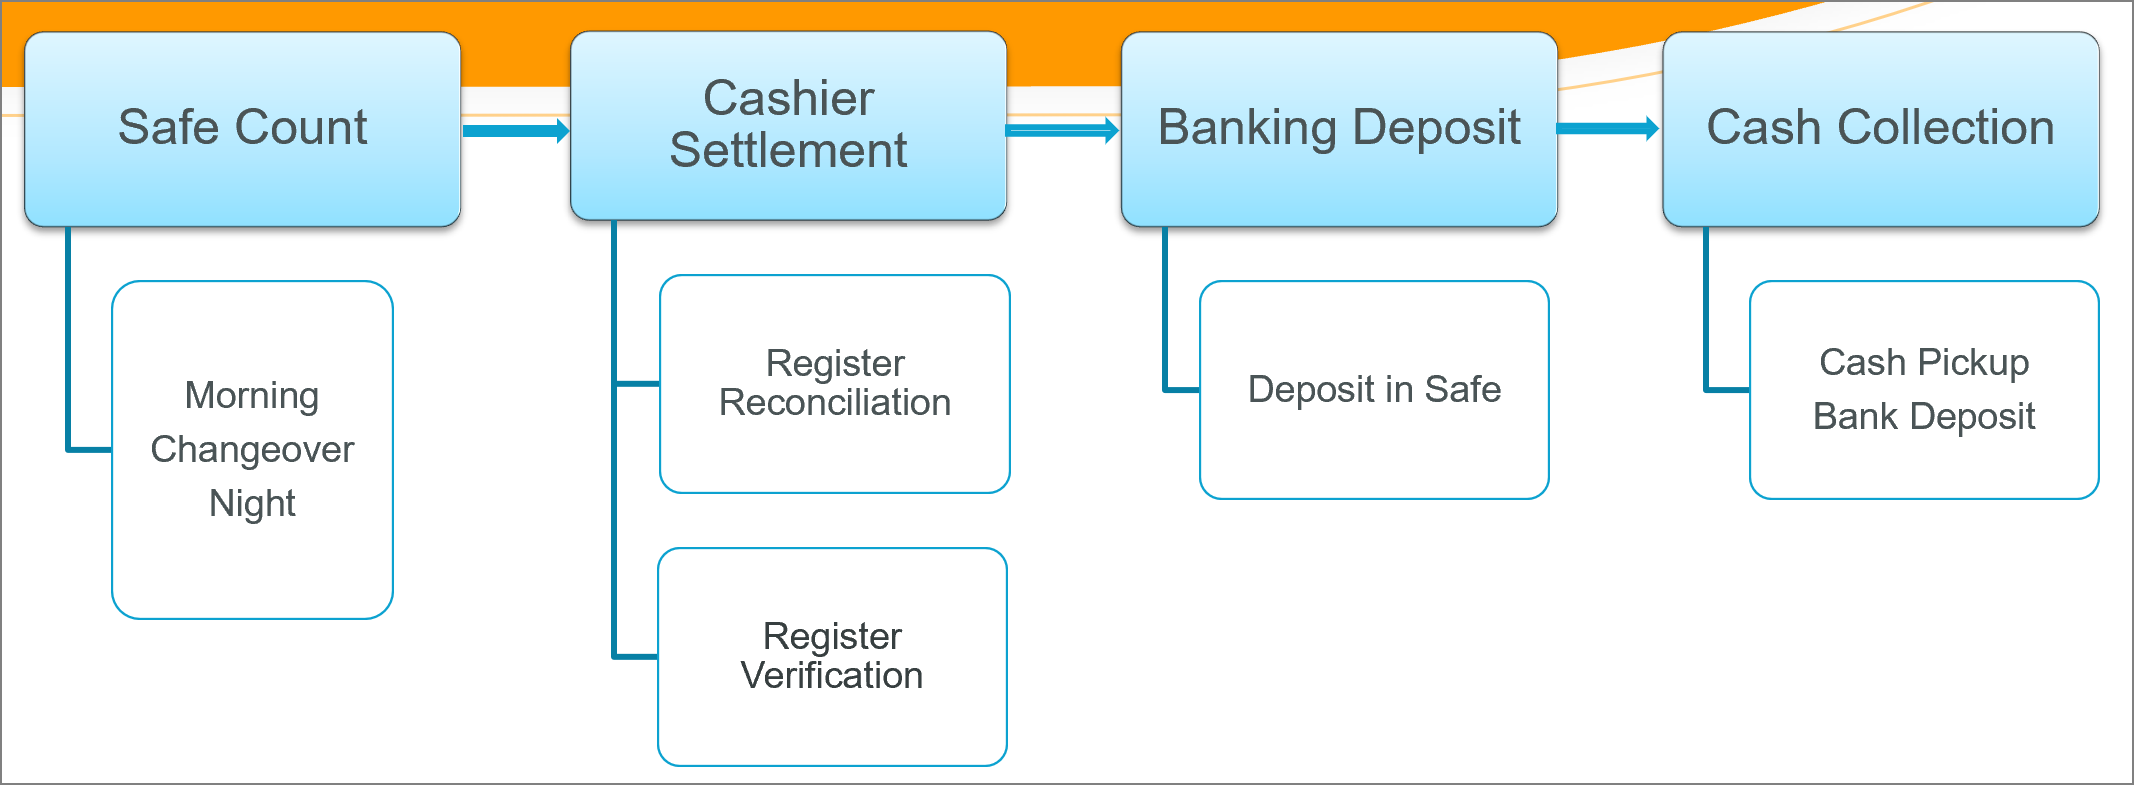 Safe Count
Cashier
Settlement
Banking Deposit
Cash Collection
Morning
Changeover
Night
Register
Reconciliation
Register
Verification
Deposit in Safe
Cash Pickup
Bank Deposit